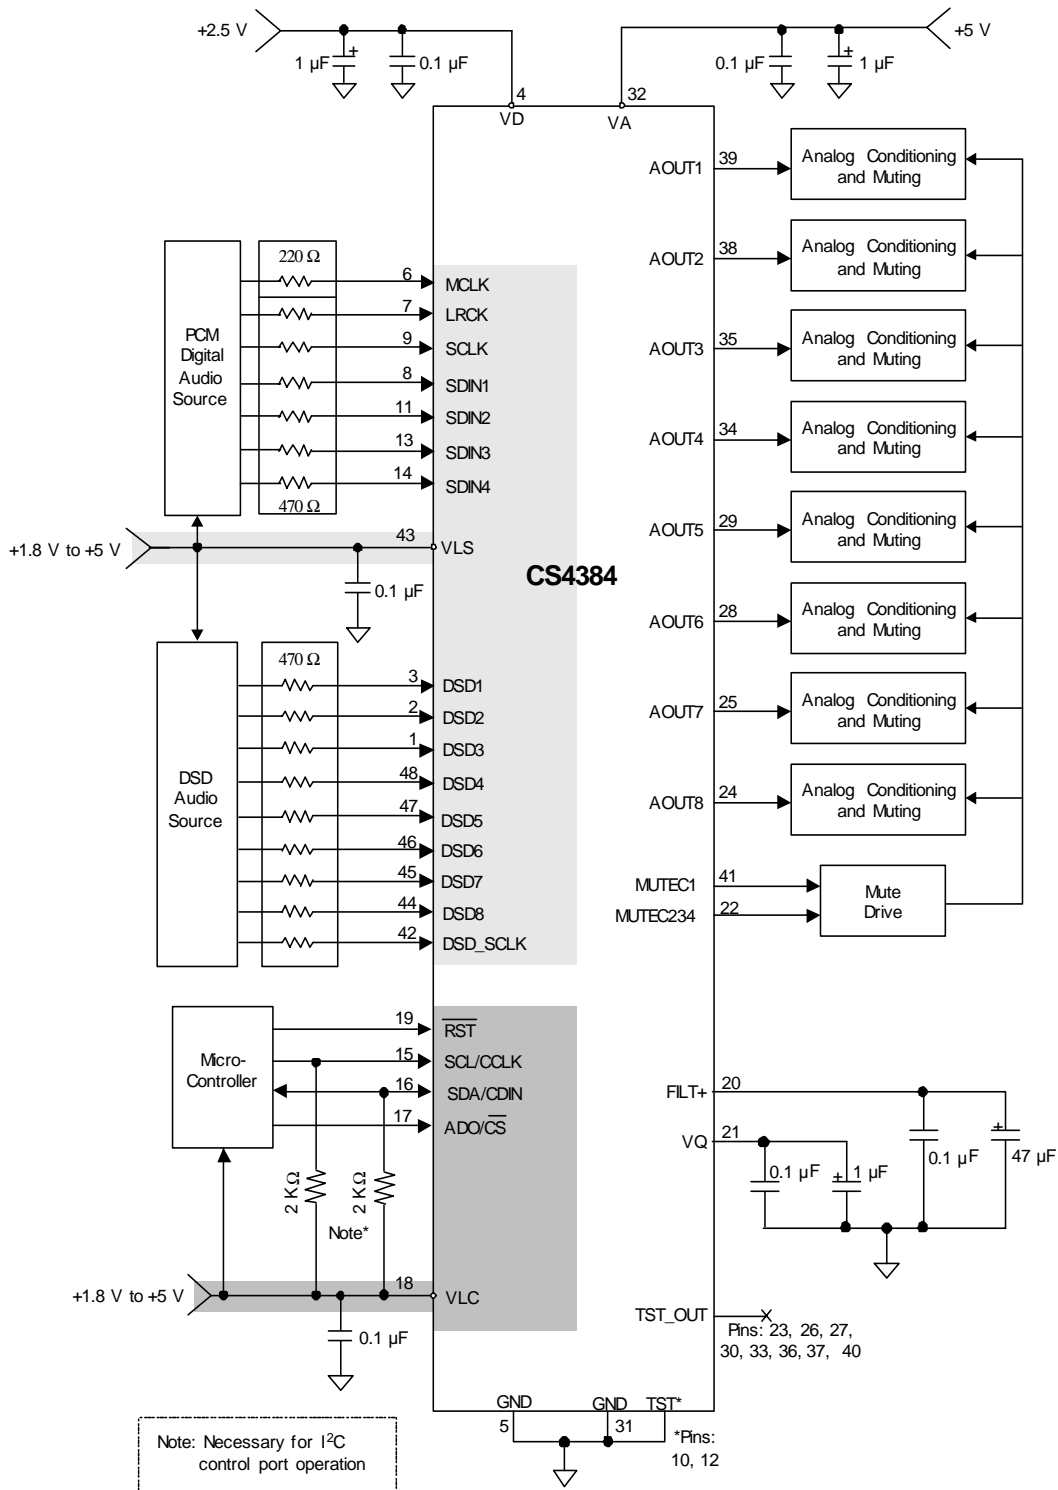 +2.5 V
+5 V
1 µF
+
0.1 µF
0.1 µF
+
1 µF
4
32
VD
VA
PCM
Digital
Audio
Source
220 Ω
470 Ω
6
MCLK
7
LRCK
9
SCLK
8
SDIN1
11
SDIN2
13
SDIN3
14
SDIN4
+1.8 V to +5 V
43
VLS
0.1 µF
CS4384
DSD
Audio
Source
470 Ω
3
DSD1
2
DSD2
1
DSD3
48
DSD4
47
DSD5
46
DSD6
45
DSD7
44
DSD8
42
DSD_SCLK
Micro-
Controller
19
RST
15
SCL/CCLK
16
SDA/CDIN
17
ADO/CS
2 KΩ
2 KΩ
Note*
+1.8 V to +5 V
18
VLC
0.1 µF
AOUT1
39
Analog Conditioning
and Muting
AOUT2
38
Analog Conditioning
and Muting
AOUT3
35
Analog Conditioning
and Muting
AOUT4
34
Analog Conditioning
and Muting
AOUT5
29
Analog Conditioning
and Muting
AOUT6
28
Analog Conditioning
and Muting
AOUT7
25
Analog Conditioning
and Muting
AOUT8
24
Analog Conditioning
and Muting
MUTEC1
41
MUTEC234
22
Mute
Drive
FILT+
20
VQ
21
0.1 µF
+
1 µF
0.1 µF
+
47 µF
TST_OUT
Pins: 23, 26, 27,
30, 33, 36, 37, 40
GND
GND
TST*
5
31
*Pins:
10, 12
Note: Necessary for I²C
control port operation